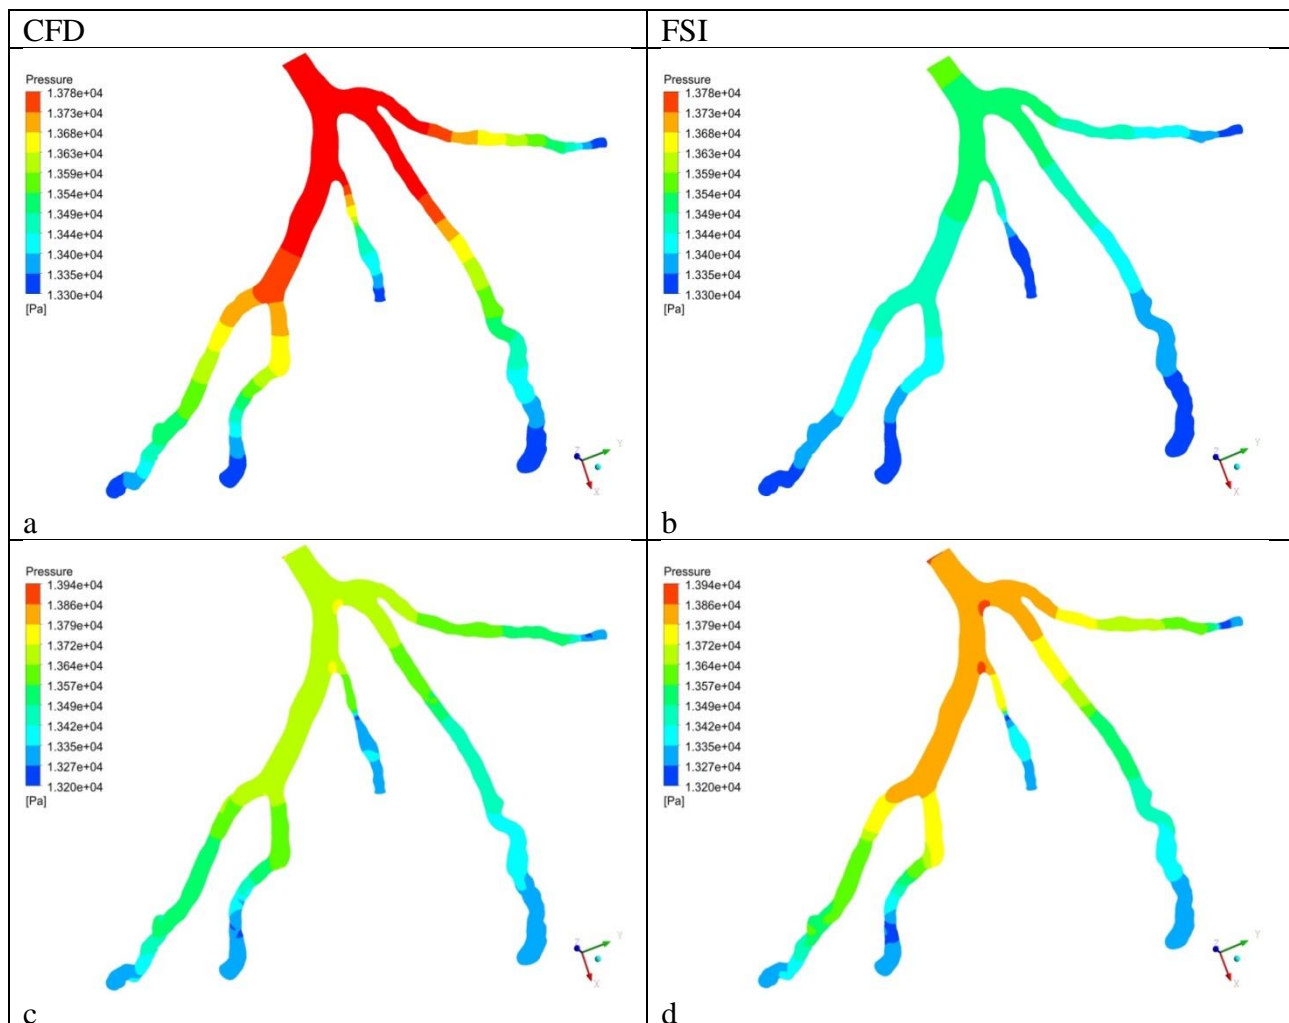 CFD
FSI
Pressure
1.378e+04
1.373e+04
1.368e+04
1.363e+04
1.359e+04
1.354e+04
1.349e+04
1.344e+04
1.340e+04
1.335e+04
1.330e+04
[Pa]
Z
Y
X
a
Pressure
1.378e+04
1.373e+04
1.368e+04
1.363e+04
1.359e+04
1.354e+04
1.349e+04
1.344e+04
1.340e+04
1.335e+04
1.330e+04
[Pa]
Z
Y
X
b
Pressure
1.394e+04
1.386e+04
1.379e+04
1.372e+04
1.364e+04
1.357e+04
1.349e+04
1.342e+04
1.335e+04
1.327e+04
1.320e+04
[Pa]
Z
Y
X
c
Pressure
1.394e+04
1.386e+04
1.379e+04
1.372e+04
1.364e+04
1.357e+04
1.349e+04
1.342e+04
1.335e+04
1.327e+04
1.320e+04
[Pa]
Z
Y
X
d